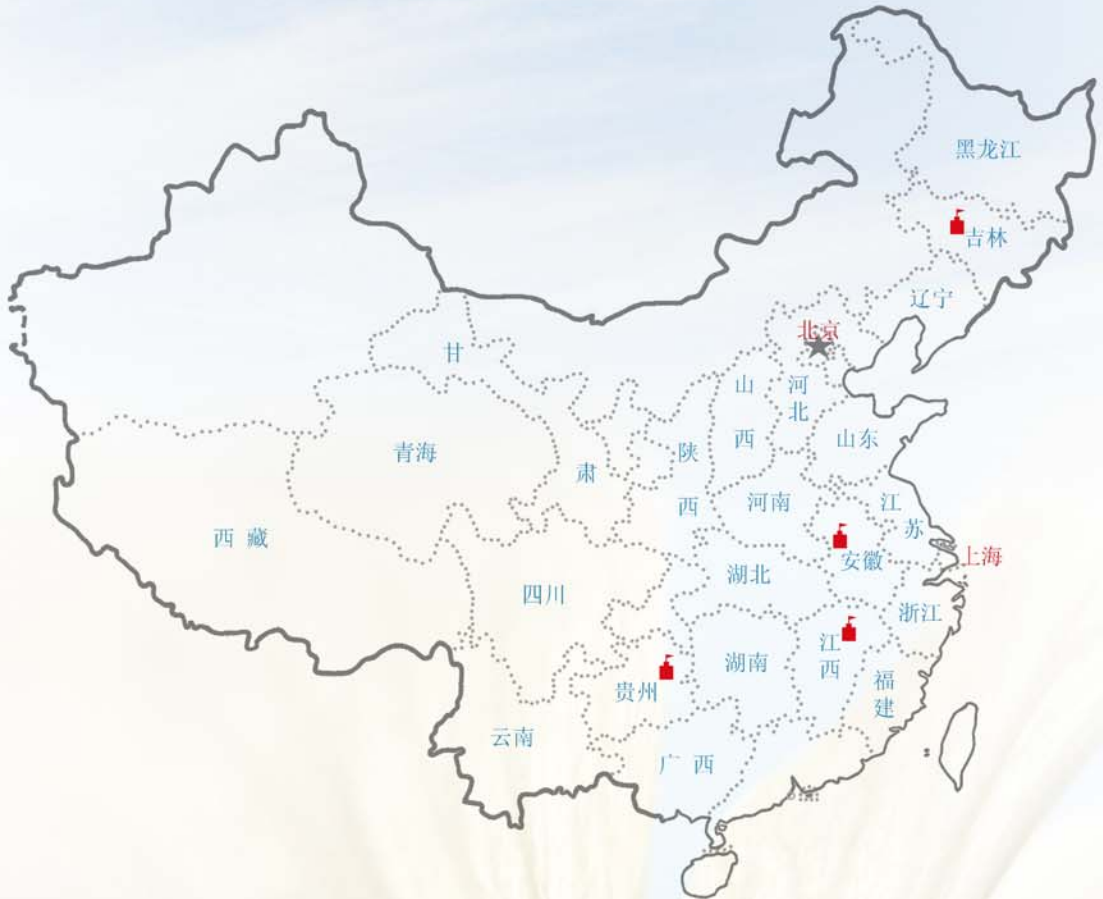 黑龙江
吉林
辽宁
北京
甘
山西
河北
山东
青海
肃
陕西
河南
江苏
西藏
安徽
上海
湖北
四川
浙江
江西
湖南
福建
贵州
云南
广西